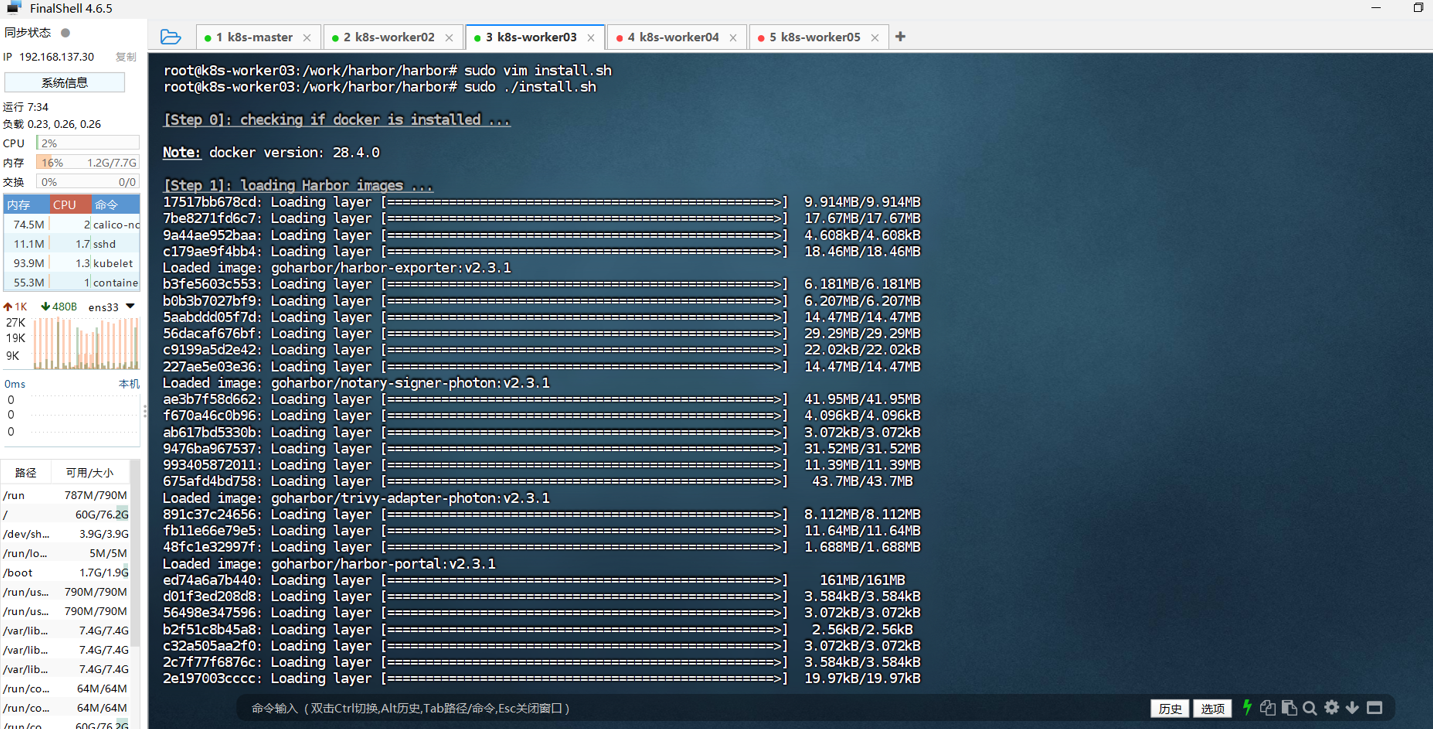 FinalShell 4.6.5
同步状态
IP 192.168.137.30 复制
系统信息
运行 7:34
负载 0.23, 0.26, 0.26
CPU 2%
内存 16% 1.2G/7.7G
交换 0% 0/0
内存 CPU 命令
74.5M 2 calico-no
11.1M 1.7 sshd
93.9M 1.3 kubelet
55.3M 1 containe
1K 480B ens33
27K
19K
9K
0ms 本机
0
0
0
路径 可用/大小
/run 787M/790M
/ 60G/76.2G
/dev/sh... 3.9G/3.9G
/run/lo... 5M/5M
/boot 1.7G/1.9G
/run/us... 790M/790M
/run/us... 790M/790M
/var/lib... 7.4G/7.4G
/var/lib... 7.4G/7.4G
/var/lib... 7.4G/7.4G
/run/co... 64M/64M
/run/co... 64M/64M
/run/co... 60G/76.2G
1 k8s-master
2 k8s-worker02
3 k8s-worker03
4 k8s-worker04
5 k8s-worker05
root@k8s-worker03:/work/harbor/harbor# sudo vim install.sh
root@k8s-worker03:/work/harbor/harbor# sudo ./install.sh
[Step 0]: checking if docker is installed ...
Note: docker version: 28.4.0
[Step 1]: loading Harbor images ...
17517bb678cd: Loading layer [==================================================>]  9.914MB/9.914MB
7be8271fd6c7: Loading layer [==================================================>]  17.67MB/17.67MB
9a44ae952baa: Loading layer [==================================================>]  4.608kB/4.608kB
c179ae9f4bb4: Loading layer [==================================================>]  18.46MB/18.46MB
Loaded image: goharbor/harbor-exporter:v2.3.1
b3fe5603c553: Loading layer [==================================================>]  6.181MB/6.181MB
b0b3b7027bf9: Loading layer [==================================================>]  6.207MB/6.207MB
5aabddd05f7d: Loading layer [==================================================>]  14.47MB/14.47MB
56dacaf676bf: Loading layer [==================================================>]  29.29MB/29.29MB
c9199a5d2e42: Loading layer [==================================================>]  22.02kB/22.02kB
227ae5e03e36: Loading layer [==================================================>]  14.47MB/14.47MB
Loaded image: goharbor/notary-signer-photon:v2.3.1
ae3b7f58d662: Loading layer [==================================================>]  41.95MB/41.95MB
f670a46c0b96: Loading layer [==================================================>]  4.096kB/4.096kB
ab617bd5330b: Loading layer [==================================================>]  3.072kB/3.072kB
9476ba967537: Loading layer [==================================================>]  31.52MB/31.52MB
993405872011: Loading layer [==================================================>]  11.39MB/11.39MB
675afd4bd758: Loading layer [==================================================>]   43.7MB/43.7MB
Loaded image: goharbor/trivy-adapter-photon:v2.3.1
891c37c24656: Loading layer [==================================================>]  8.112MB/8.112MB
fb11e66e79e5: Loading layer [==================================================>]  11.64MB/11.64MB
48fc1e32997f: Loading layer [==================================================>]  1.688MB/1.688MB
Loaded image: goharbor/harbor-portal:v2.3.1
ed74a6a7b440: Loading layer [==================================================>]    161MB/161MB
d01f3ed208d8: Loading layer [==================================================>]  3.584kB/3.584kB
56498e347596: Loading layer [==================================================>]  3.072kB/3.072kB
b2f51c8b45a8: Loading layer [==================================================>]   2.56kB/2.56kB
c32a505aa2f0: Loading layer [==================================================>]  3.072kB/3.072kB
2c7f77f6876c: Loading layer [==================================================>]  3.584kB/3.584kB
2e197003cccc: Loading layer [==================================================>]  19.97kB/19.97kB
命令输入 (双击Ctrl切换,Alt历史,Tab路径/命令,Esc关闭窗口)
历史 选项